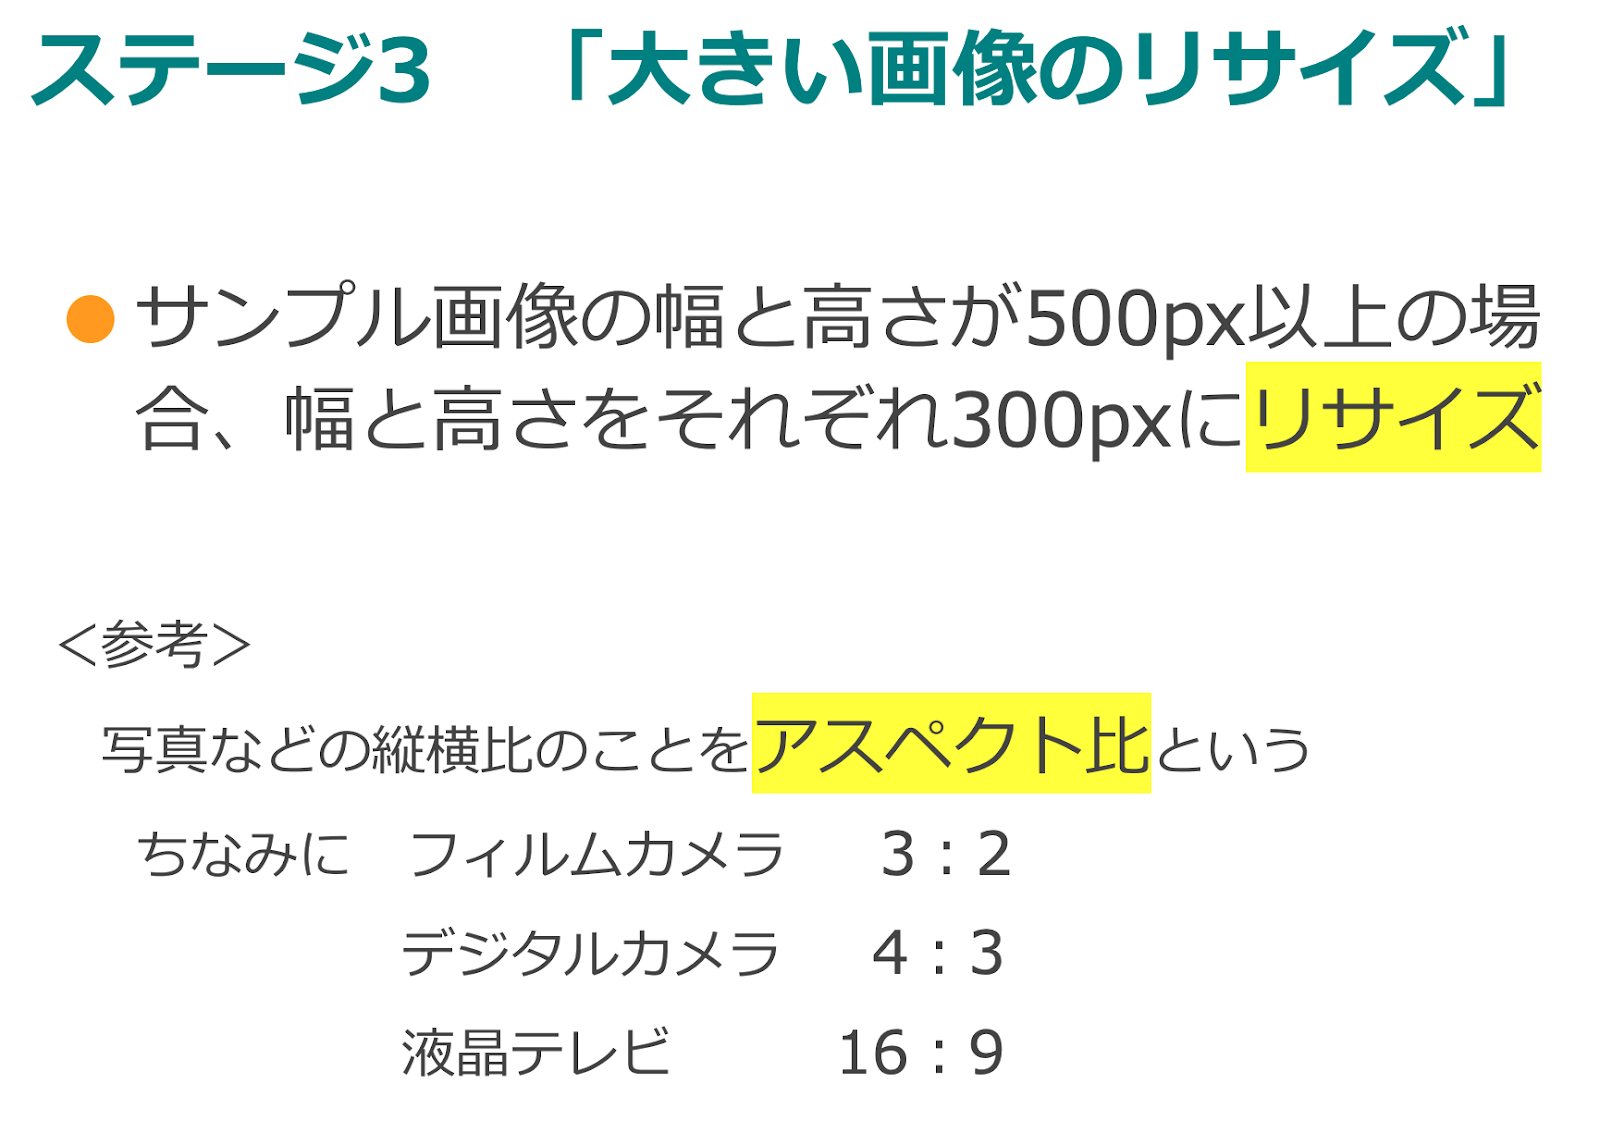 ステージ3　「大きい画像のリサイズ」
●サンプル画像の幅と高さが500px以上の場
合、幅と高さをそれぞれ300pxにリサイズ
＜参考＞
写真などの縦横比のことをアスペクト比という
ちなみに　フィルムカメラ　3：2
デジタルカメラ　4：3
液晶テレビ　16：9